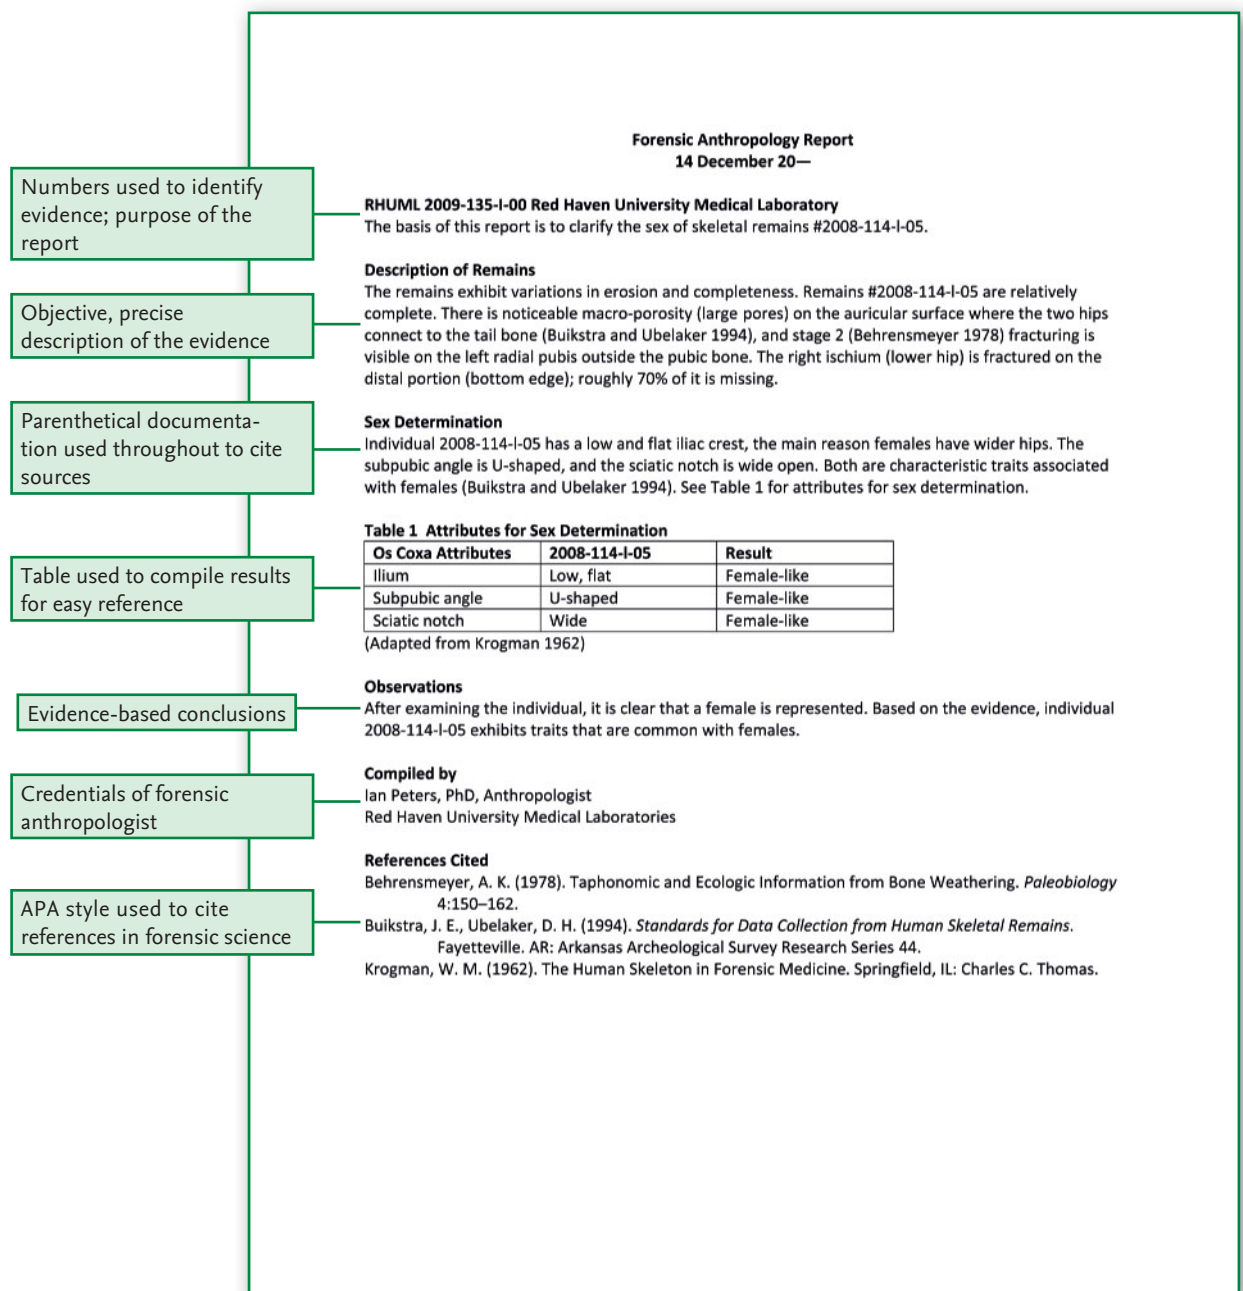 Forensic Anthropology Report
14 December 20—
Numbers used to identify
evidence; purpose of the
report
RHUML 2009-135-I-00 Red Haven University Medical Laboratory
The basis of this report is to clarify the sex of skeletal remains #2008-114-I-05.
Objective, precise
description of the evidence
Description of Remains
The remains exhibit variations in erosion and completeness. Remains #2008-114-I-05 are relatively
complete. There is noticeable macro-porosity (large pores) on the auricular surface where the two hips
connect to the tail bone (Buikstra and Ubelaker 1994), and stage 2 (Behrensmeyer 1978) fracturing is
visible on the left radial pubis outside the pubic bone. The right ischium (lower hip) is fractured on the
distal portion (bottom edge); roughly 70% of it is missing.
Parenthetical documenta-
tion used throughout to cite
sources
Sex Determination
Individual 2008-114-I-05 has a low and flat iliac crest, the main reason females have wider hips. The
subpubic angle is U-shaped, and the sciatic notch is wide open. Both are characteristic traits associated
with females (Buikstra and Ubelaker 1994). See Table 1 for attributes for sex determination.
Table used to compile results
for easy reference
Table 1 Attributes for Sex Determination
Os Coxa Attributes 2008-114-I-05 Result
Ilium Low, flat Female-like
Subpubic angle U-shaped Female-like
Sciatic notch Wide Female-like
(Adapted from Krogman 1962)
Evidence-based conclusions
Observations
After examining the individual, it is clear that a female is represented. Based on the evidence, individual
2008-114-I-05 exhibits traits that are common with females.
Credentials of forensic
anthropologist
Compiled by
Ian Peters, PhD, Anthropologist
Red Haven University Medical Laboratories
APA style used to cite
references in forensic science
References Cited
Behrensmeyer, A. K. (1978). Taphonomic and Ecologic Information from Bone Weathering. Paleobiology
4:150–162.
Buikstra, J. E., Ubelaker, D. H. (1994). Standards for Data Collection from Human Skeletal Remains.
Fayetteville. AR: Arkansas Archeological Survey Research Series 44.
Krogman, W. M. (1962). The Human Skeleton in Forensic Medicine. Springfield, IL: Charles C. Thomas.